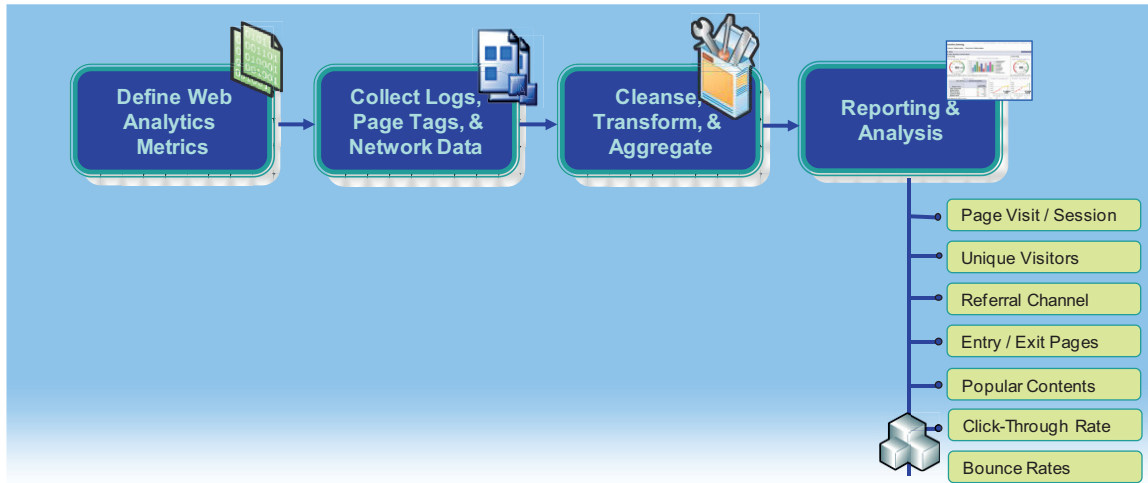 Define Web
Analytics
Metrics
Collect Logs,
Page Tags, &
Network Data
Cleanse,
Transform, &
Aggregate
Reporting &
Analysis
Page Visit / Session
Unique Visitors
Referral Channel
Entry / Exit Pages
Popular Contents
Click-Through Rate
Bounce Rates